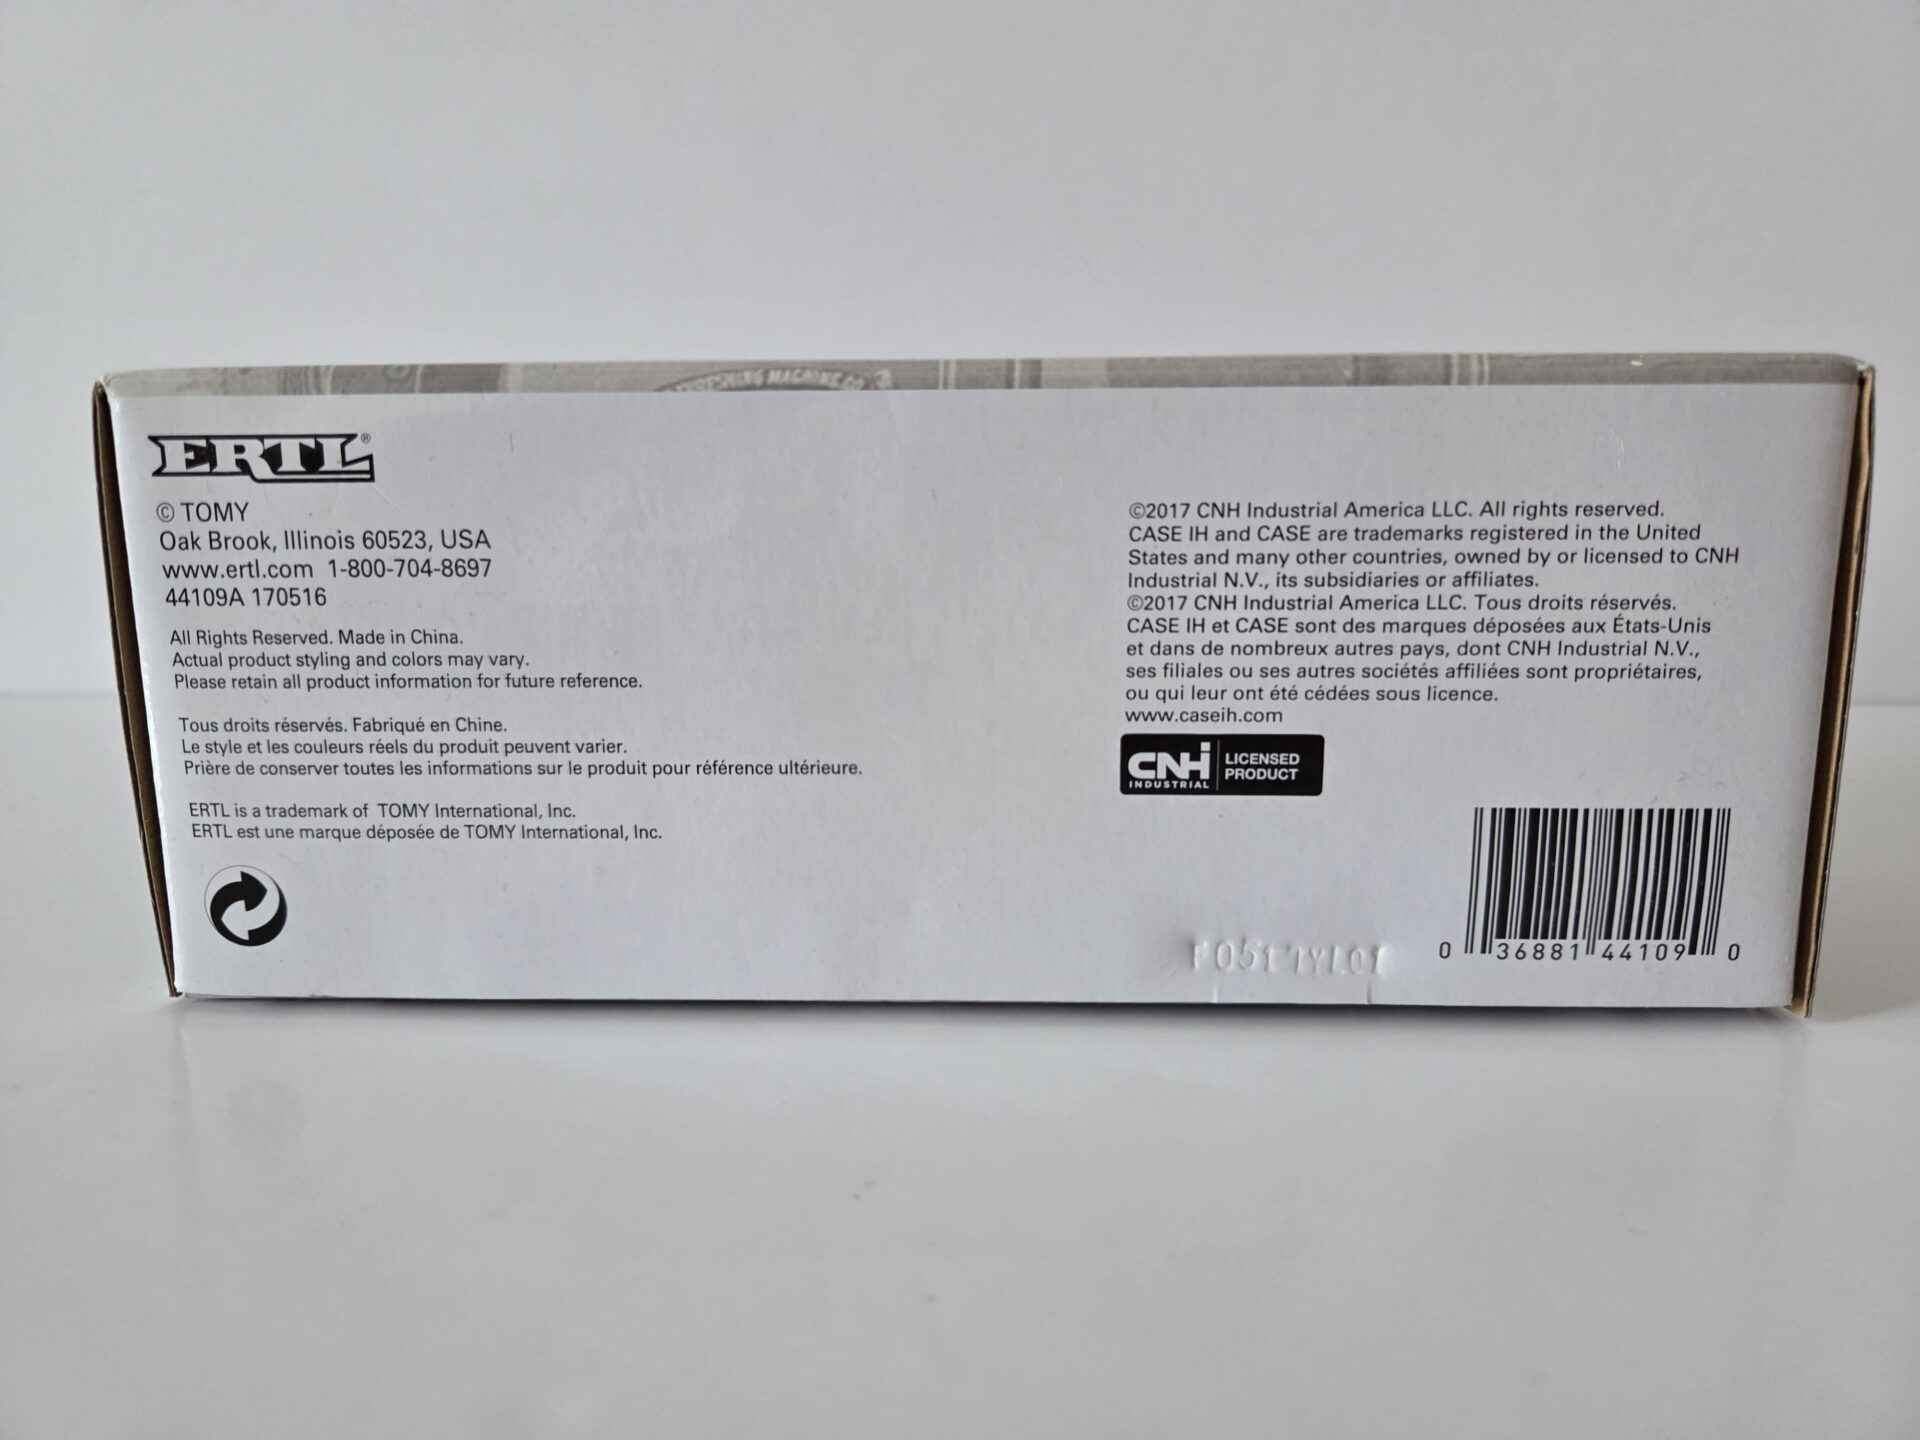 THRESHING MACHINE CO
ERTL®
© TOMY
Oak Brook, Illinois 60523, USA
www.ertl.com 1-800-704-8697
44109A 170516
All Rights Reserved. Made in China.
Actual product styling and colors may vary.
Please retain all product information for future reference.
Tous droits réservés. Fabriqué en Chine.
Le style et les couleurs réels du produit peuvent varier.
Prière de conserver toutes les informations sur le produit pour référence ultérieure.
ERTL is a trademark of TOMY International, Inc.
ERTL est une marque déposée de TOMY International, Inc.
©2017 CNH Industrial America LLC. All rights reserved.
CASE IH and CASE are trademarks registered in the United
States and many other countries, owned by or licensed to CNH
Industrial N.V., its subsidiaries or affiliates.
©2017 CNH Industrial America LLC. Tous droits réservés.
CASE IH et CASE sont des marques déposées aux États-Unis
et dans de nombreux autres pays, dont CNH Industrial N.V.,
ses filiales ou ses autres sociétés affiliées sont propriétaires,
ou qui leur ont été cédées sous licence.
www.caseih.com
CNH
INDUSTRIAL
LICENSED
PRODUCT
0 36881 44109 0